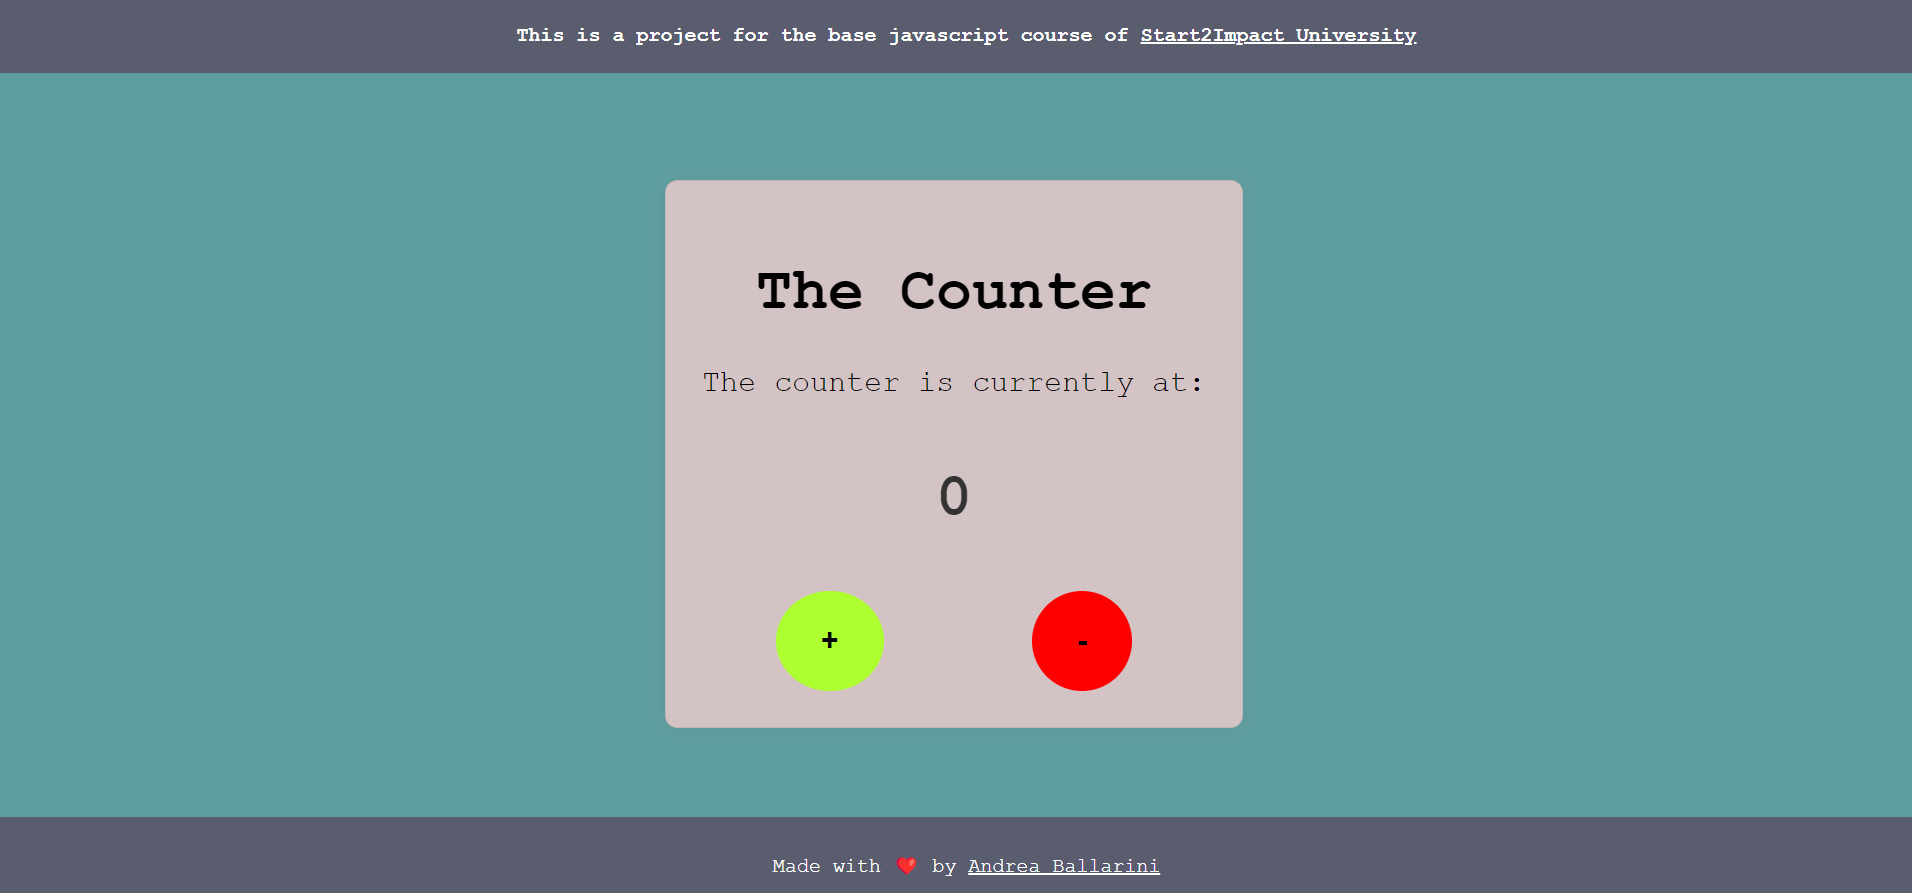 This is a project for the base javascript course of Start2Impact University
The Counter
The counter is currently at:
0
+ -
Made with ❤️ by Andrea Ballarini